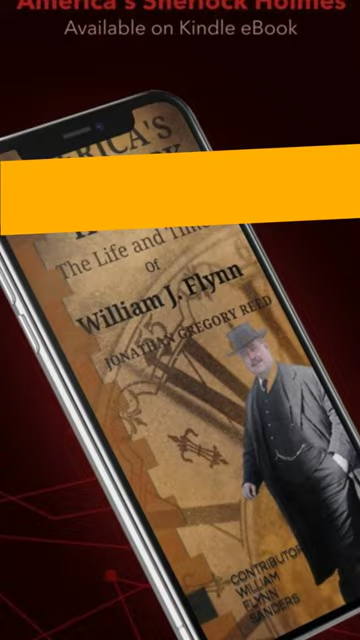 America's Sherlock Holmes
Available on Kindle eBook
The Life and
of
William J. Flynn
JONATHAN GREGORY REED
CONTRIBUTOR
WILLIAM
FLYNN
SANDERS